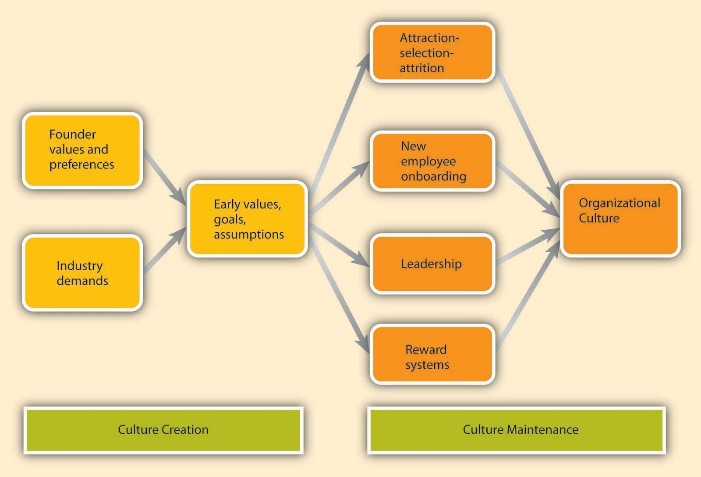 Founder
values and
preferences
Industry
demands
Early values,
goals,
assumptions
Attraction-
selection-
attrition
New
employee
onboarding
Leadership
Reward
systems
Organizational
Culture
Culture Creation
Culture Maintenance